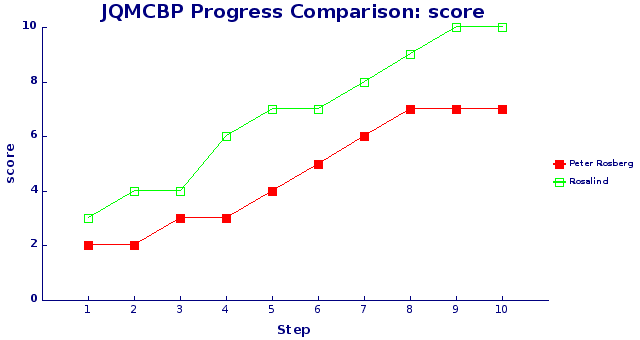 JQMCBP Progress Comparison: score
10
8
6
4
2
0
score
1 2 3 4 5 6 7 8 9 10
Step
Peter Rosberg
Rosalind